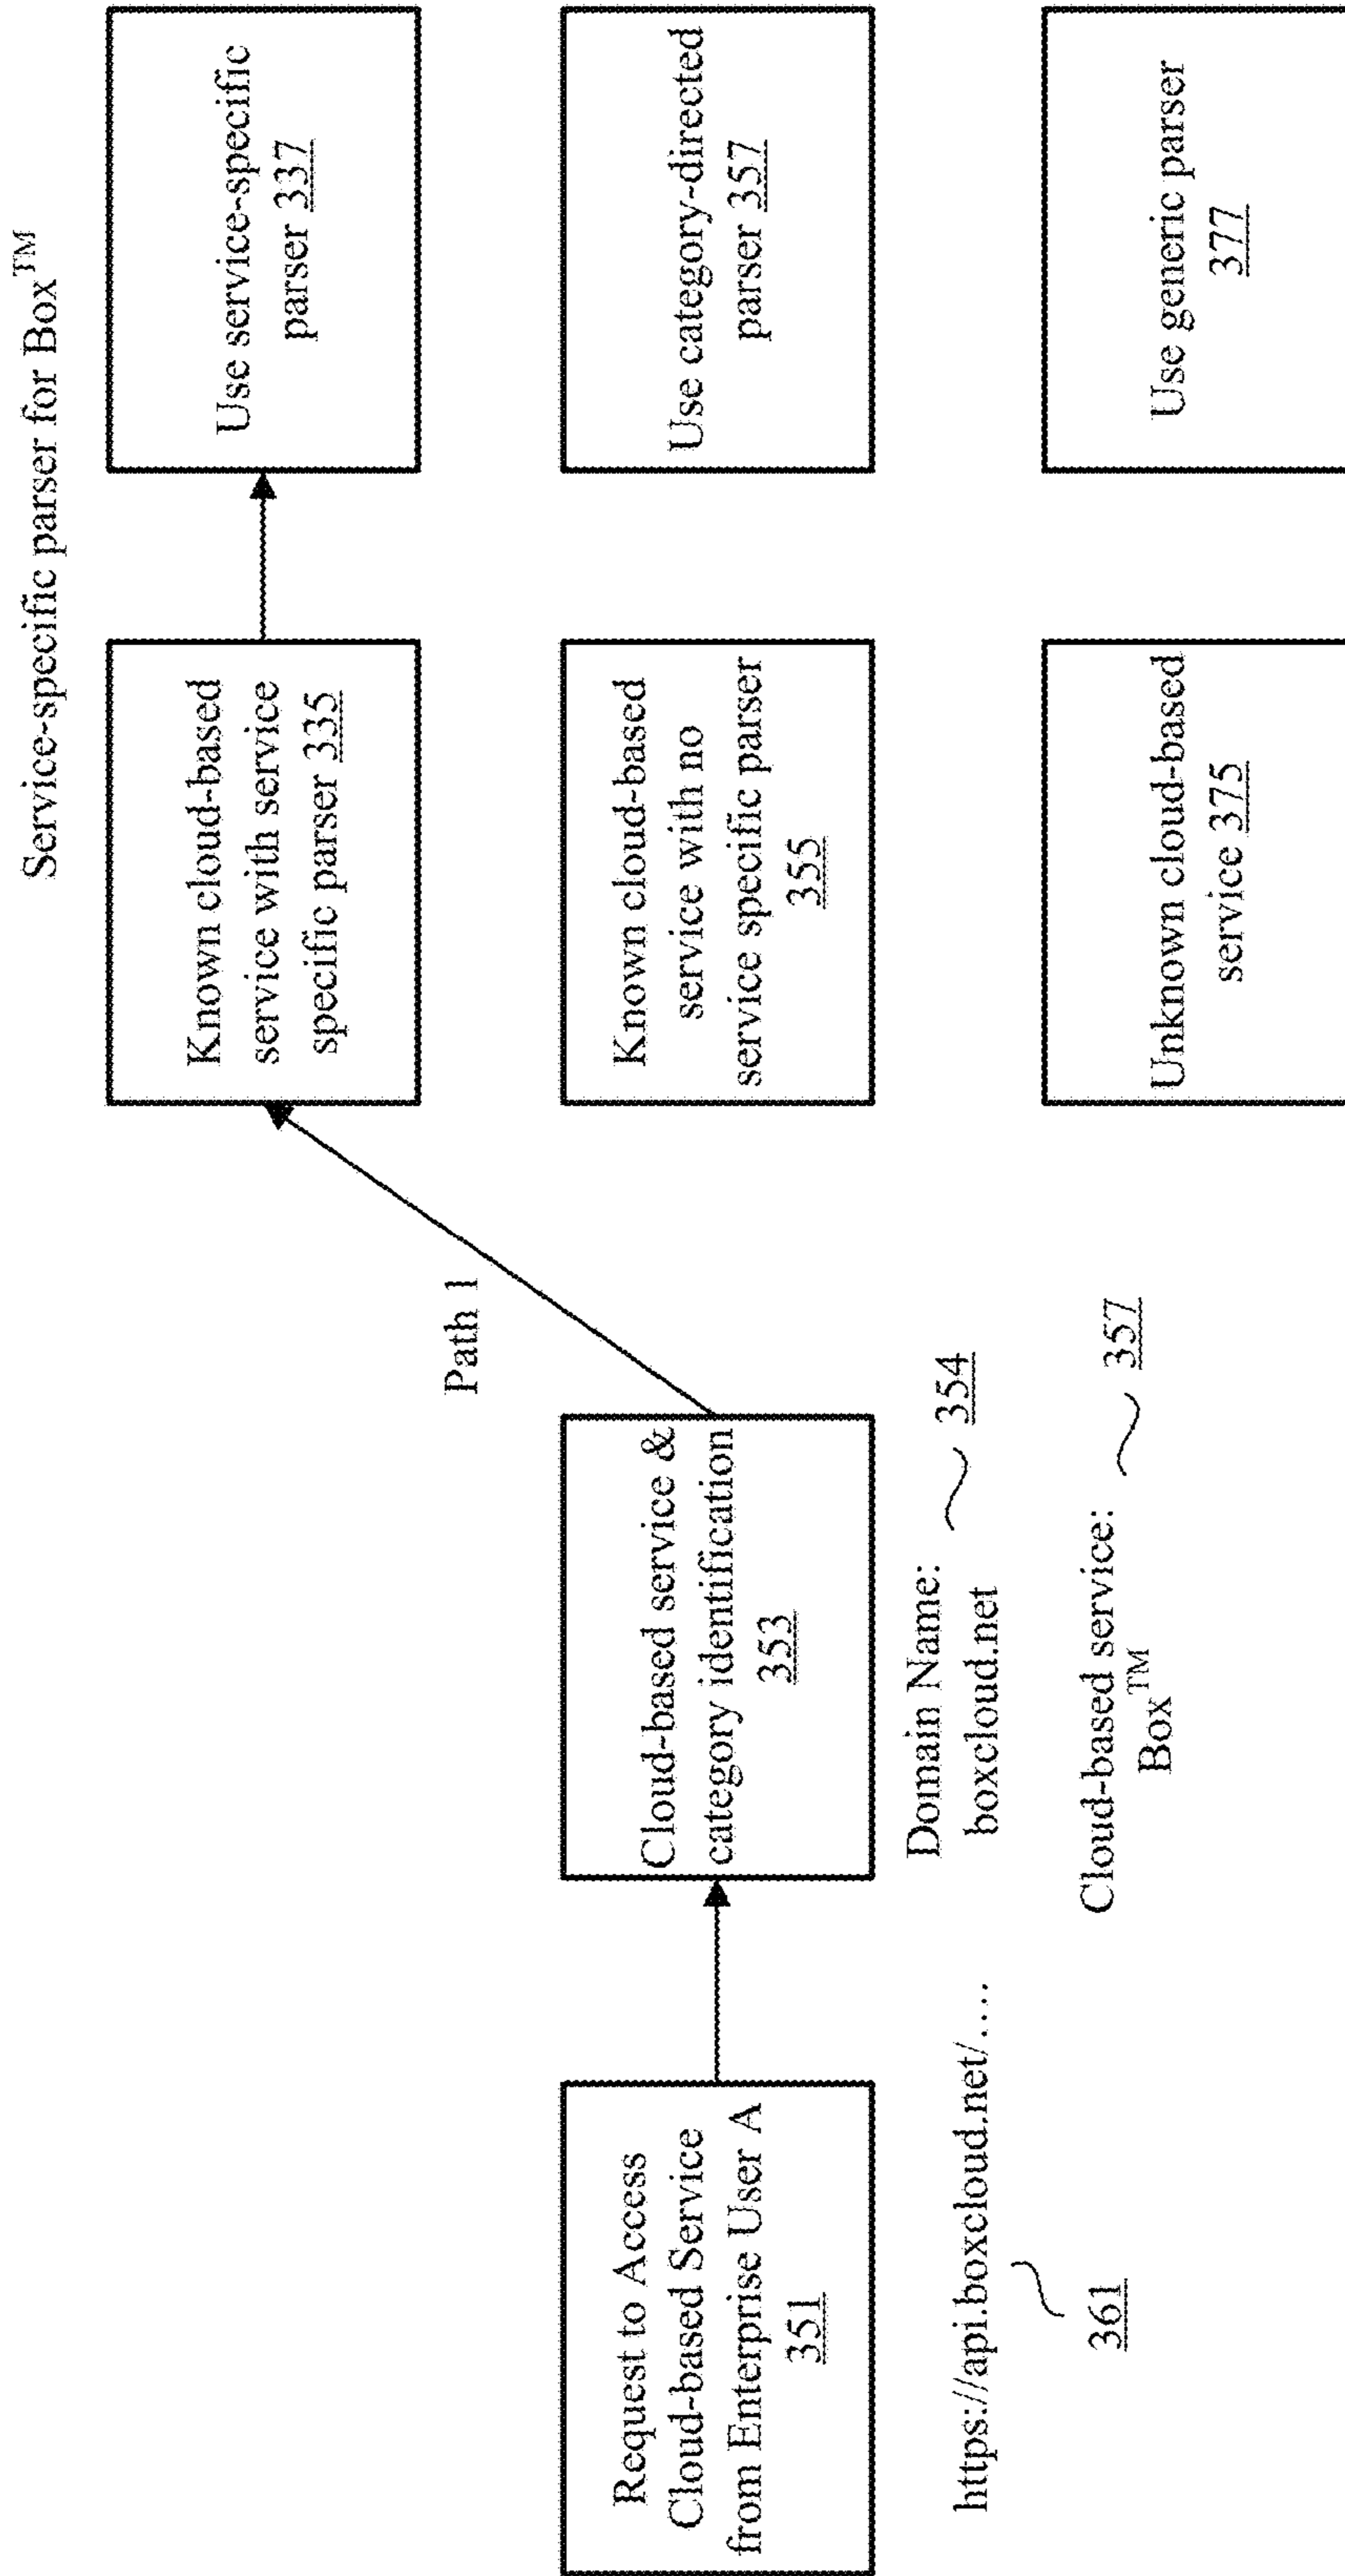 Service-specific parser for Box™
Known cloud-based
service with service
specific parser 335
Use service-specific
parser 337
Path 1
Request to Access
Cloud-based Service
from Enterprise User A
351
Cloud-based service &
category identification
353
Known cloud-based
service with no
service specific parser
355
Use category-directed
parser 357
https://api.boxcloud.net/....
361
Domain Name:
boxcloud.net
354
Cloud-based service:
Box™
357
Unknown cloud-based
service 375
Use generic parser
377